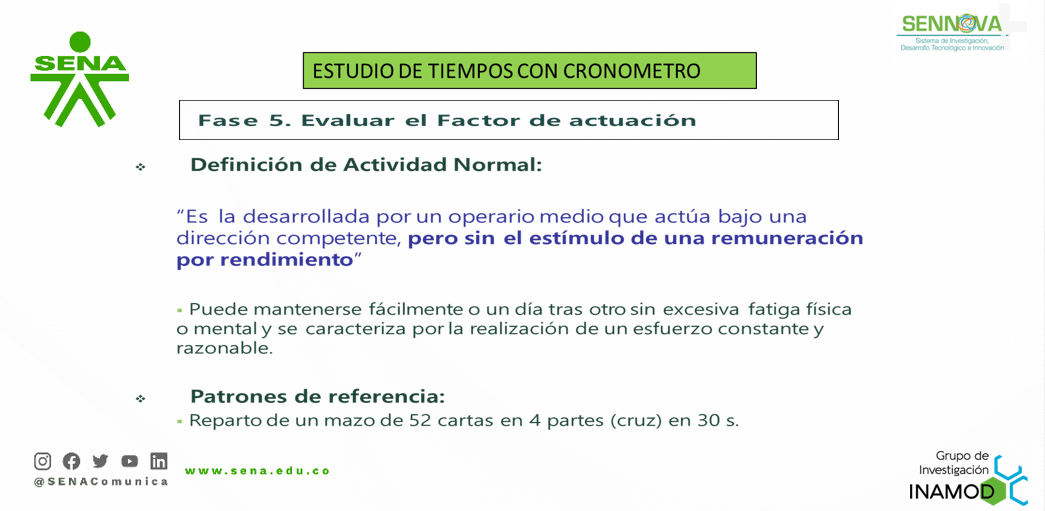 SENNOVA
Sistema de Investigación,
Desarrollo Tecnológico e Innovación
SENA
ESTUDIO DE TIEMPOS CON CRONOMETRO
Fase 5. Evaluar el Factor de actuación
Definición de Actividad Normal:
“Es la desarrollada por un operario medio que actúa bajo una
dirección competente, pero sin el estímulo de una remuneración
por rendimiento”
Puede mantenerse fácilmente o un día tras otro sin excesiva fatiga física
o mental y se caracteriza por la realización de un esfuerzo constante y
razonable.
Patrones de referencia:
Reparto de un mazo de 52 cartas en 4 partes (cruz) en 30 s.
@SENAComunica
www.sena.edu.co
Grupo de
Investigación
INAMOD